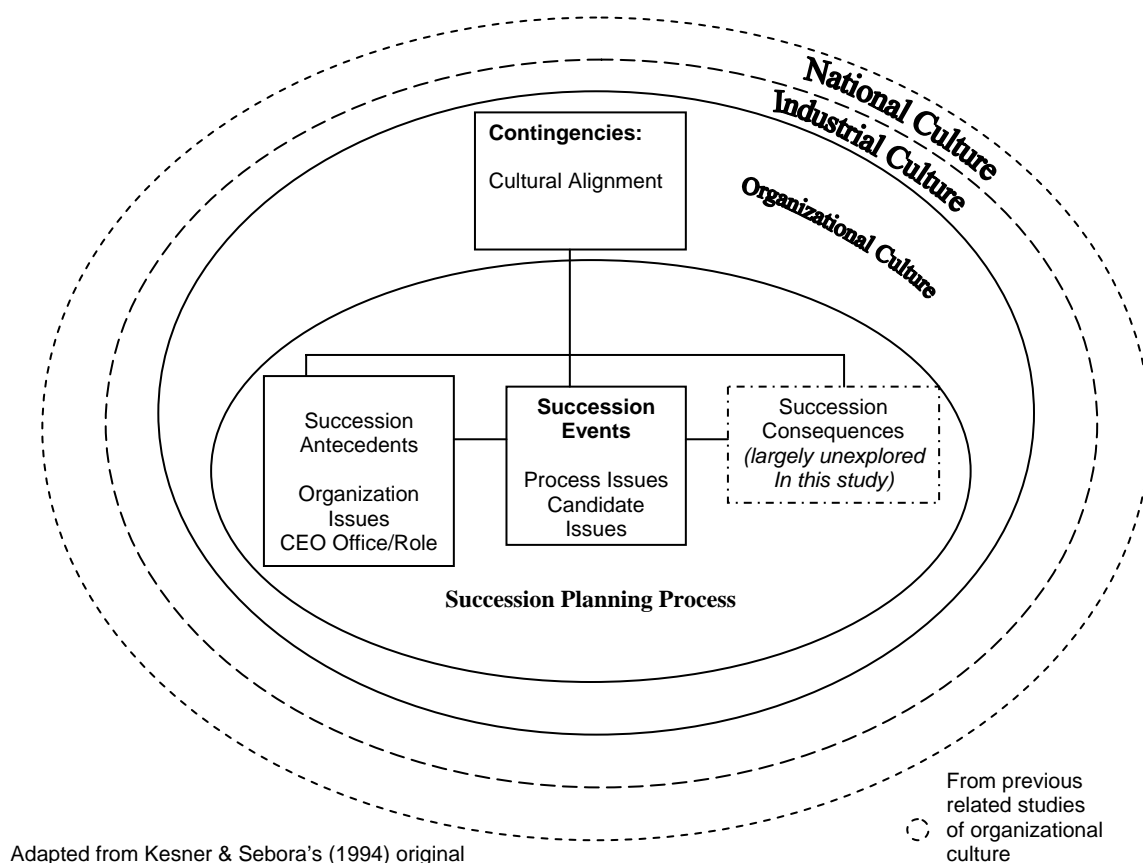 National Culture
Industrial Culture
Organizational Culture
Contingencies:
Cultural Alignment
Succession
Antecedents
Organization
Issues
CEO Office/Role
Succession
Events
Process Issues
Candidate
Issues
Succession
Consequences
(largely unexplored
In this study)
Succession Planning Process
From previous
related studies
of organizational
culture
Adapted from Kesner & Sebora's (1994) original